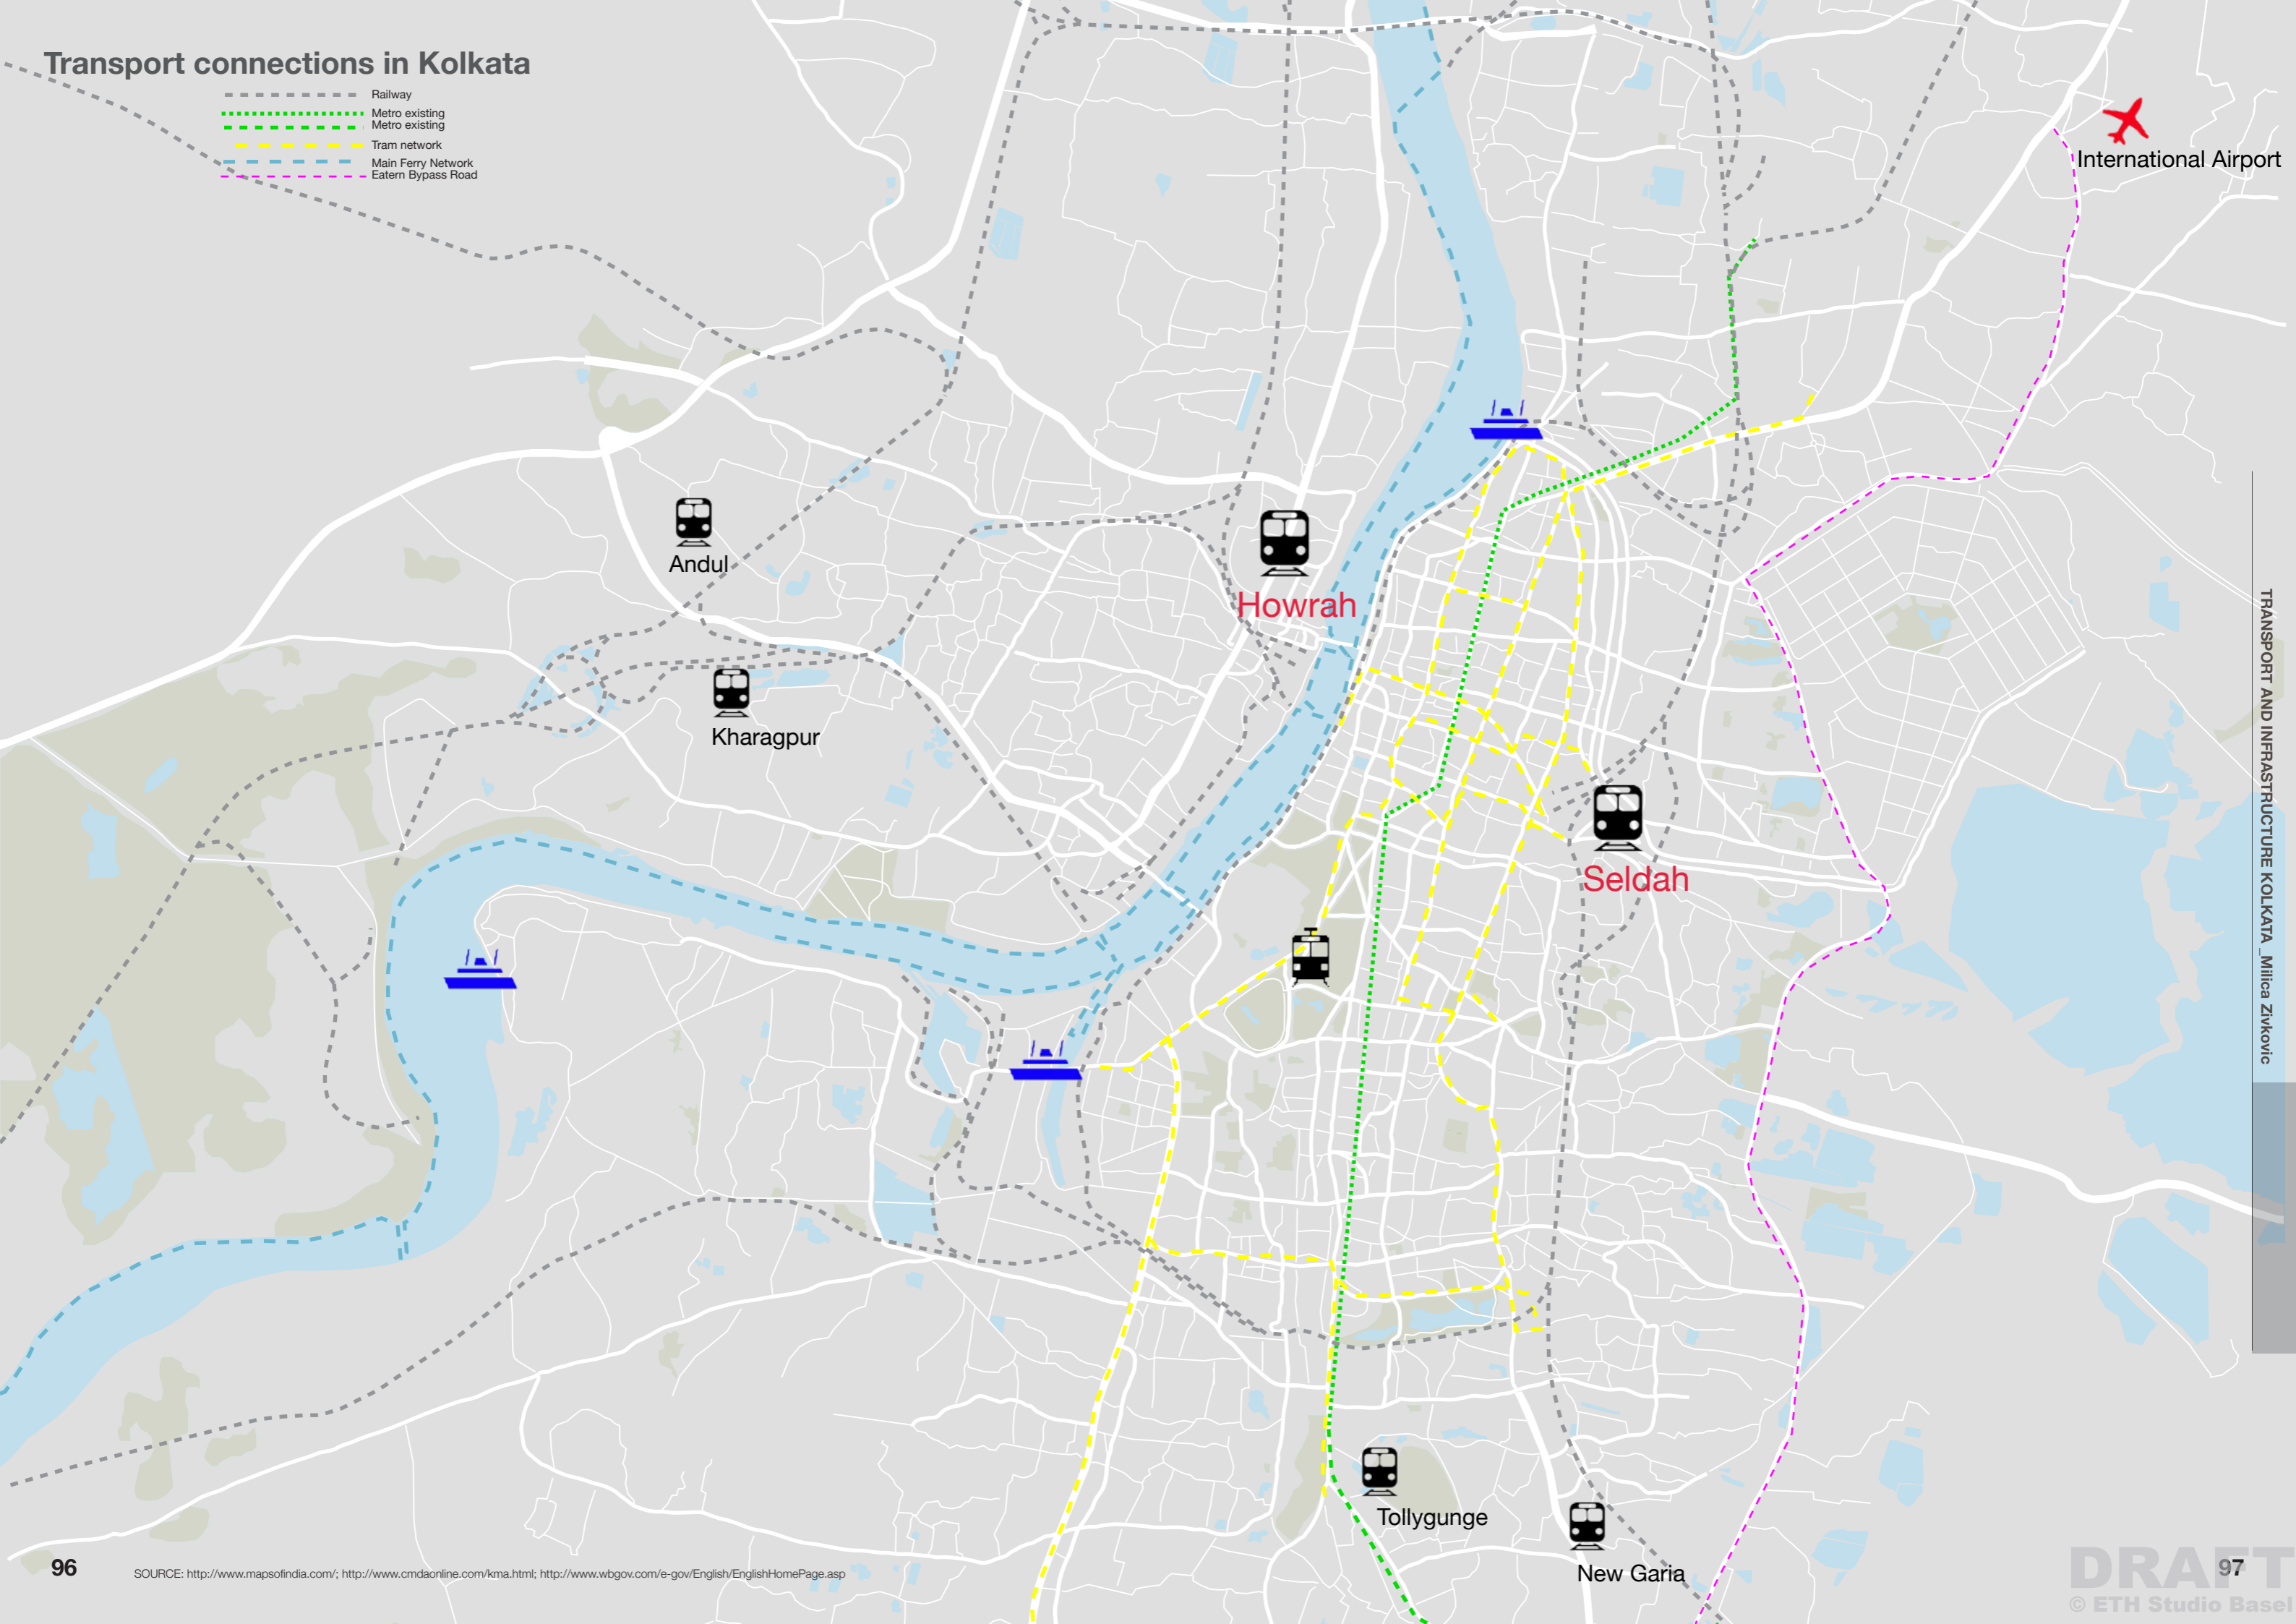 Transport connections in Kolkata
Railway
Metro existing
Metro existing
Tram network
Main Ferry Network
Eatern Bypass Road
International Airport
Andul
Howrah
Kharagpur
Seldah
Tollygunge
New Garia
TRANSPORT AND INFRASTRUCTURE KOLKATA _Milica Zivkovic
96
SOURCE: http://www.mapsofindia.com/; http://www.cmdaonline.com/kma.html; http://www.wbgov.com/e-gov/English/EnglishHomePage.asp
DRAFT
97
© ETH Studio Basel